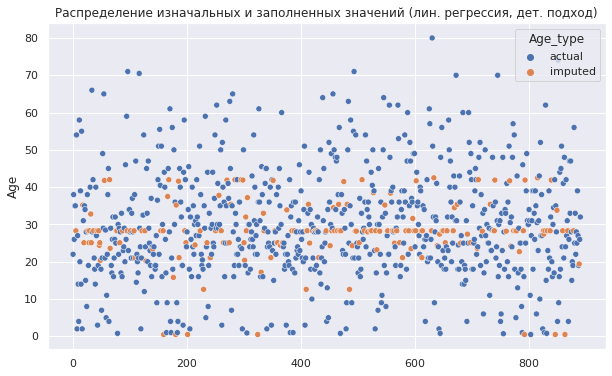 Распределение изначальных и заполненных значений (лин. регрессия, дет. подход)
Age_type
actual
imputed
Age
80
70
60
50
40
30
20
10
0
0 200 400 600 800